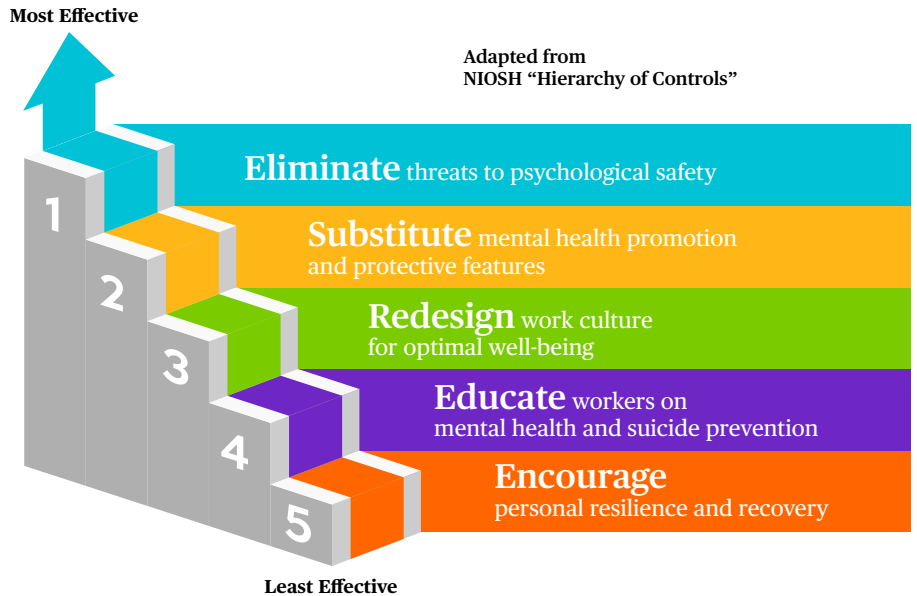 Most Effective
Adapted from
NIOSH “Hierarchy of Controls”
1
Eliminate threats to psychological safety
2
Substitute mental health promotion
and protective features
3
Redesign work culture
for optimal well-being
4
Educate workers on
mental health and suicide prevention
5
Encourage
personal resilience and recovery
Least Effective